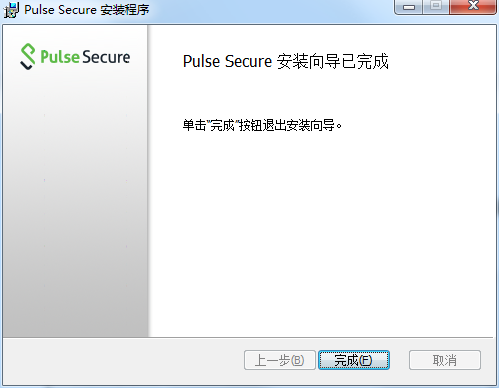 Pulse Secure 安装程序
Pulse Secure
Pulse Secure 安装向导已完成
单击"完成"按钮退出安装向导。
上一步(B)
完成(F)
取消